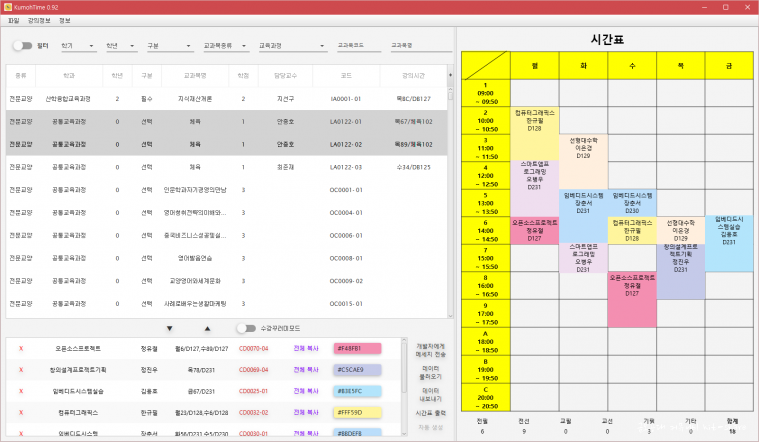 KumohTime 0.92
파일 강의정보 정보
필터 학기 학년 구분 교과목종류 교육과정 교과목코드 교과목명
종류 학과 학년 구분 교과목명 학점 담당교수 코드 강의시간
전문교양 산학융합교육과정 2 필수 지식재산개론 2 지선구 IA0001-01 목BC/DB127
전문교양 공통교육과정 0 선택 체육 1 안중호 LA0122-01 목67/체육102
전문교양 공통교육과정 0 선택 체육 1 안중호 LA0122-02 목89/체육102
전문교양 공통교육과정 0 선택 체육 1 최준재 LA0122-03 수34/DB125
전문교양 공통교육과정 0 선택 인문학과자기경영의만남 3 OC0001-01
전문교양 공통교육과정 0 선택 3 OC0004-01
전문교양 공통교육과정 0 선택 중국비즈니스성공및실... 3 OC0006-01
전문교양 공통교육과정 0 선택 영어발음연습 3 OC0008-01
전문교양 공통교육과정 0 선택 교양영어와세계문화 3 OC0009-02
전문교양 공통교육과정 0 선택 사례로배우는생활마케팅 3 OC0015-01
▼ ▲ 수강꾸러미모드
X 오픈소스프로젝트 정유철 월6/D127,수89/D127 CD0070-04 전체 복사 #F48FB1
X 창의설계프로젝트기획 정진우 목78/D231 CD0069-04 전체 복사 #C5CAE9
X 임베디드시스템실습 김용호 금67/D231 CD0025-01 전체 복사 #B3E5FC
X 컴퓨터그래픽스 한규필 월23/D128,수6/D128 CD0032-02 전체 복사 #FFF59D
X 임베디드시스템 장춘서 화56/D231,수5/D230 CD0030-01 전체 복사 #BBDEFB
개발자에게
메세지 전송
데이터
불러오기
데이터
내보내기
시간표 출력
자동 생성
시간표
월 화 수 목 금
1
09:00
~ 09:50
2
10:00
~ 10:50
컴퓨터그래픽스
한규필
D128
3
11:00
~ 11:50
선형대수학
이은경
D129
4
12:00
~ 12:50
스마트앱프
로그래밍
오병우
D231
5
13:00
~ 13:50
임베디드시스템
장춘서
D231
임베디드시스템
장춘서
D230
6
14:00
~ 14:50
오픈소스프로젝트
정유철
D127
컴퓨터그래픽스
한규필
D128
선형대수학
이은경
D129
임베디드시
스템실습
김용호
D231
7
15:00
~ 15:50
스마트앱프
로그래밍
오병우
D231
창의설계프로
젝트기획
정진우
D231
8
16:00
~ 16:50
오픈소스프로젝트
정유철
D127
9
17:00
~ 17:50
A
18:00
~ 18:50
B
19:00
~ 19:50
C
20:00
~ 20:50
전필 전선 교필 교선 기필 기선 합계
6 9 0 0 3 0 18